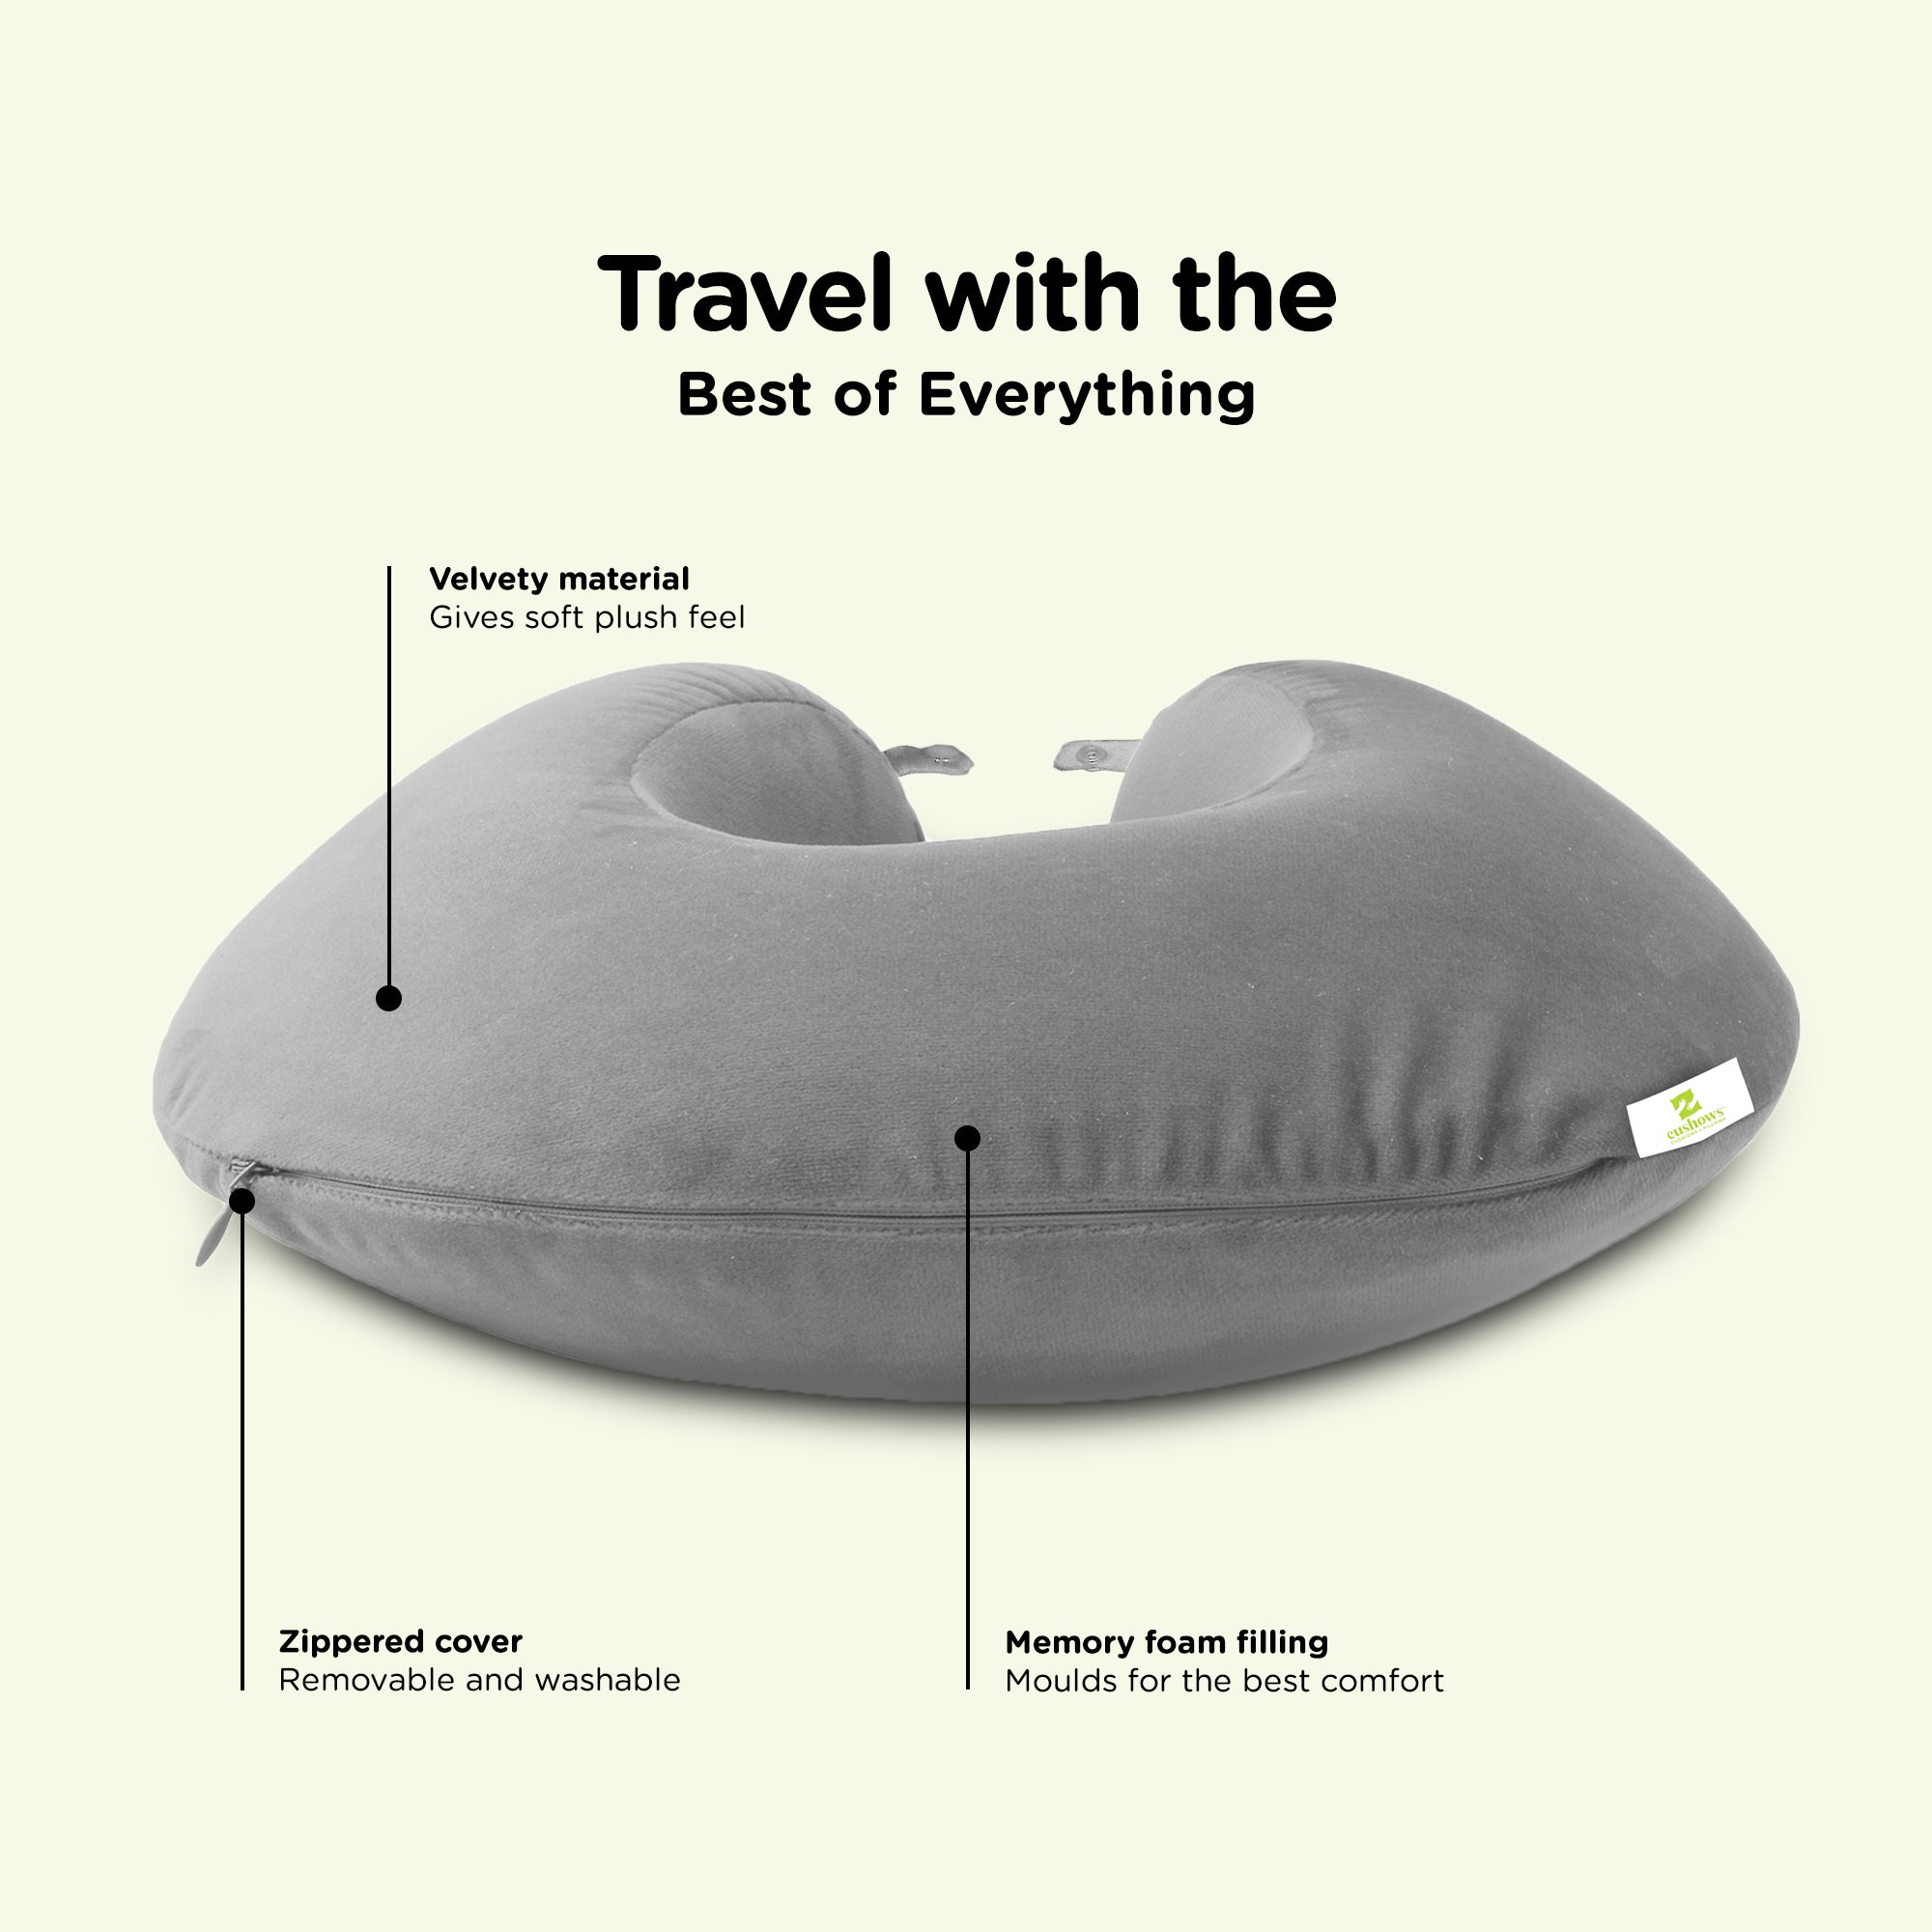 Travel with the
Best of Everything
Velvety material
Gives soft plush feel
cushows
Zippered cover
Removable and washable
Memory foam filling
Moulds for the best comfort